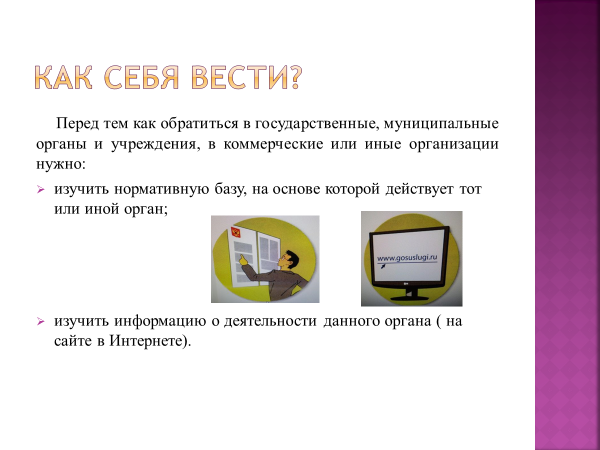 КАК СЕБЯ ВЕСТИ?
Перед тем как обратиться в государственные, муниципальные
органы и учреждения, в коммерческие или иные организации
нужно:
изучить нормативную базу, на основе которой действует тот
или иной орган;
www.gosuslugi.ru
изучить информацию о деятельности данного органа ( на
сайте в Интернете).